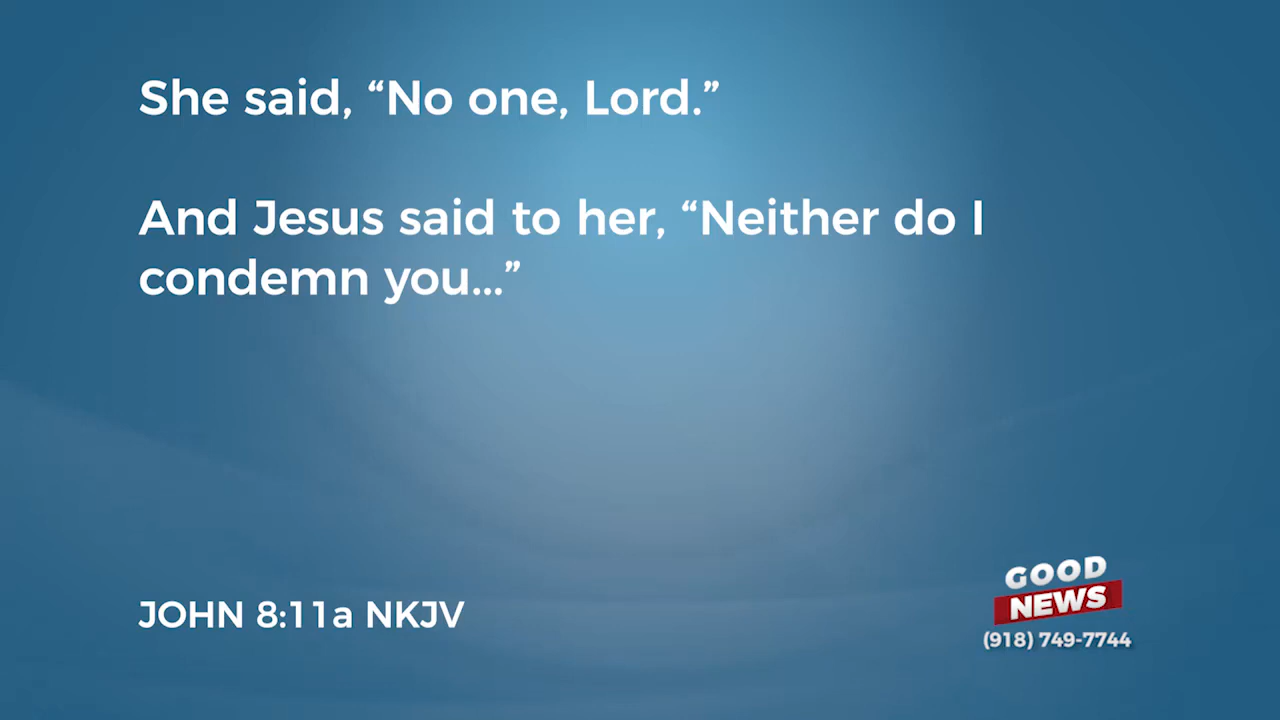 She said, “No one, Lord.”
And Jesus said to her, “Neither do I
condemn you...”
JOHN 8:11a NKJV
GOOD
NEWS
(918) 749-7744